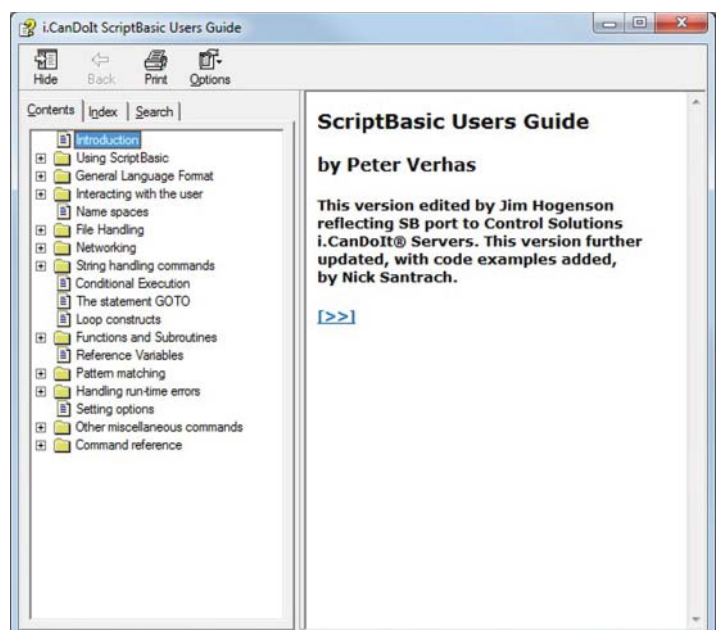 i.CanDoIt ScriptBasic Users Guide
Hide Back Print Options
Contents Index Search
Introduction
Using ScriptBasic
General Language Format
Interacting with the user
Name spaces
File Handling
Networking
String handling commands
Conditional Execution
The statement GOTO
Loop constructs
Functions and Subroutines
Reference Variables
Pattern matching
Handling run-time errors
Setting options
Other miscellaneous commands
Command reference
ScriptBasic Users Guide
by Peter Verhas
This version edited by Jim Hogenson
reflecting SB port to Control Solutions
i.CanDoIt® Servers. This version further
updated, with code examples added,
by Nick Santrach.
[>>]